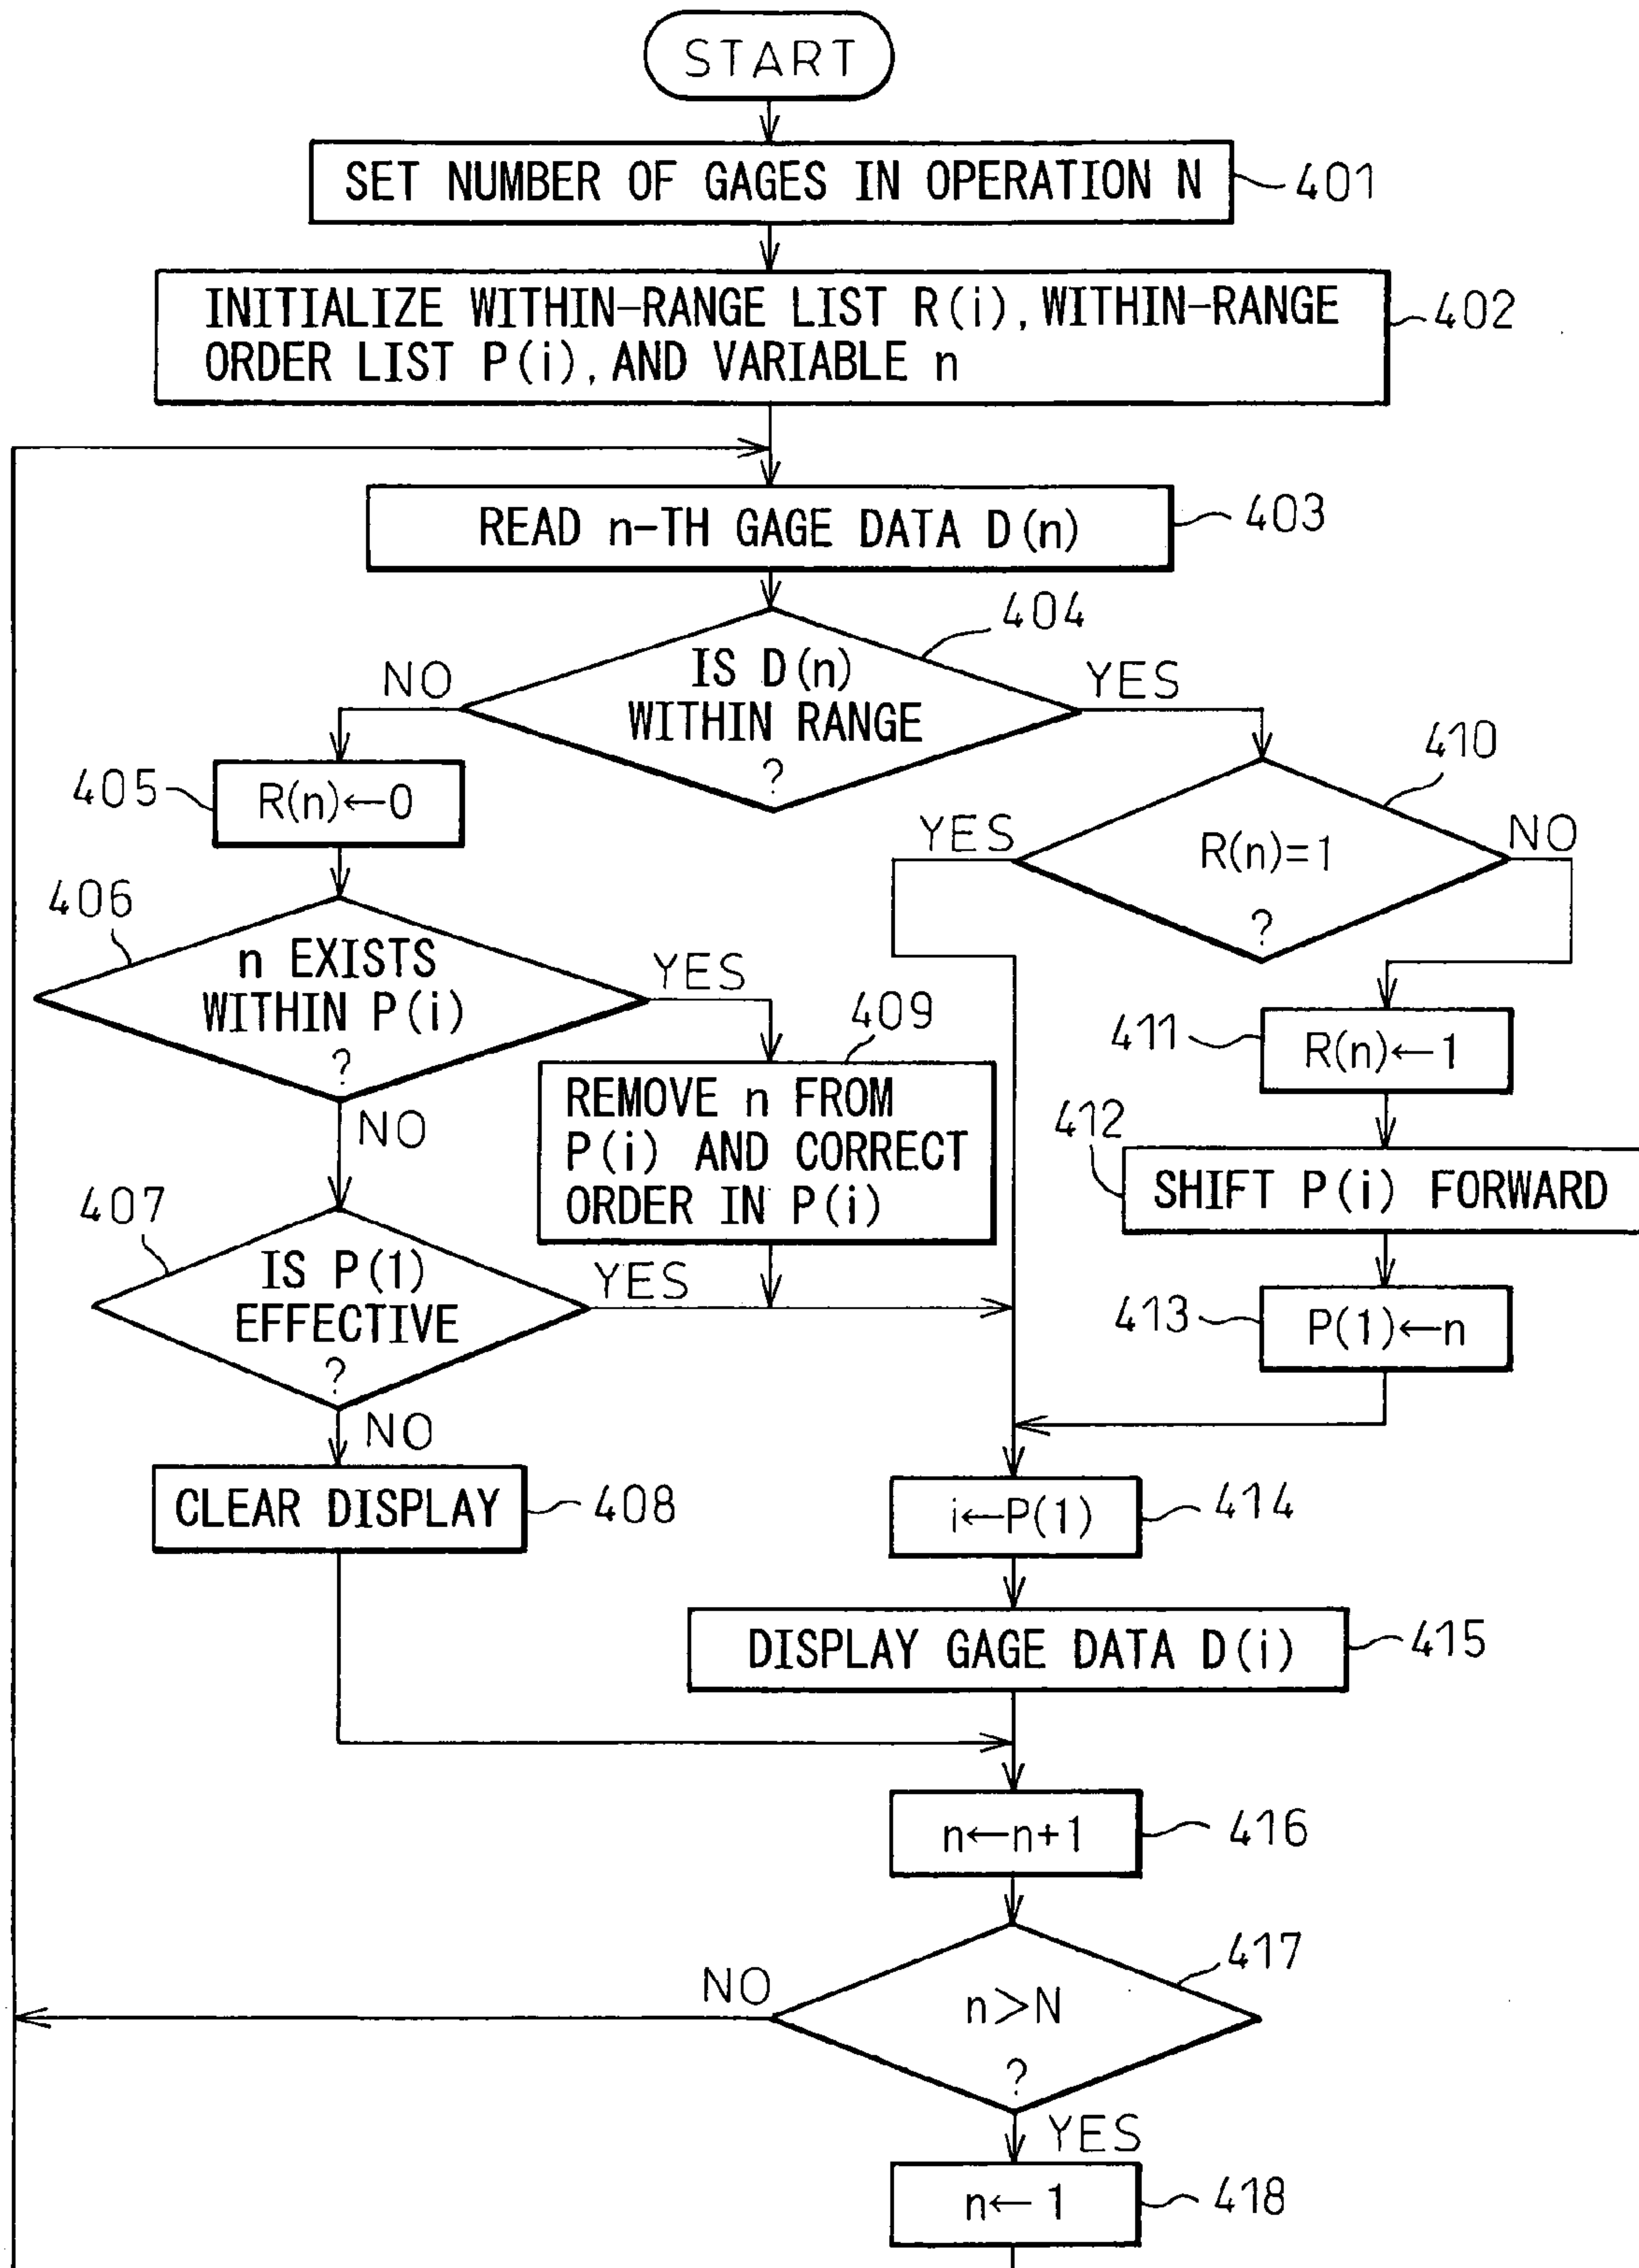 START
SET NUMBER OF GAGES IN OPERATION N
401
INITIALIZE WITHIN-RANGE LIST R(i), WITHIN-RANGE
ORDER LIST P(i), AND VARIABLE n
402
READ n-TH GAGE DATA D(n)
403
404
IS D(n)
WITHIN RANGE
?
NO
YES
405
R(n)←0
410
R(n)=1
?
YES
NO
406
n EXISTS
WITHIN P(i)
?
YES
NO
409
REMOVE n FROM
P(i) AND CORRECT
ORDER IN P(i)
411
R(n)←1
412
SHIFT P(i) FORWARD
407
IS P(1)
EFFECTIVE
?
YES
NO
413
P(1)←n
CLEAR DISPLAY
408
i←P(1)
414
DISPLAY GAGE DATA D(i)
415
n←n+1
416
417
n>N
?
NO
YES
n←1
418